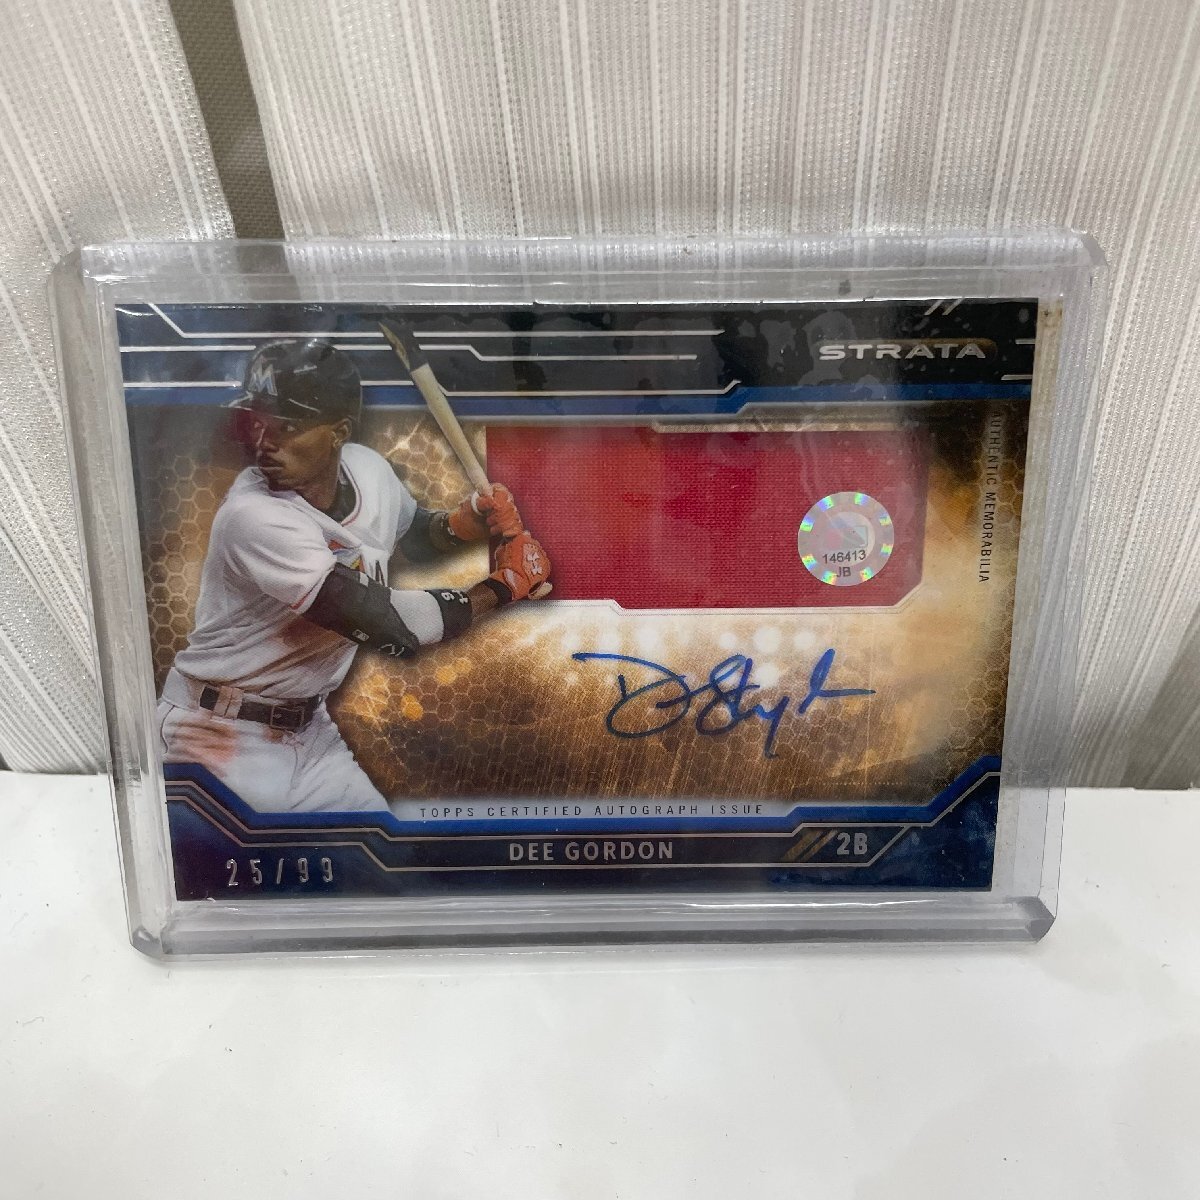 STRATA
AUTHENTIC MEMORABILIA
146413
JB
TOPPS CERTIFIED AUTOGRAPH ISSUE
DEE GORDON
2B
25/99